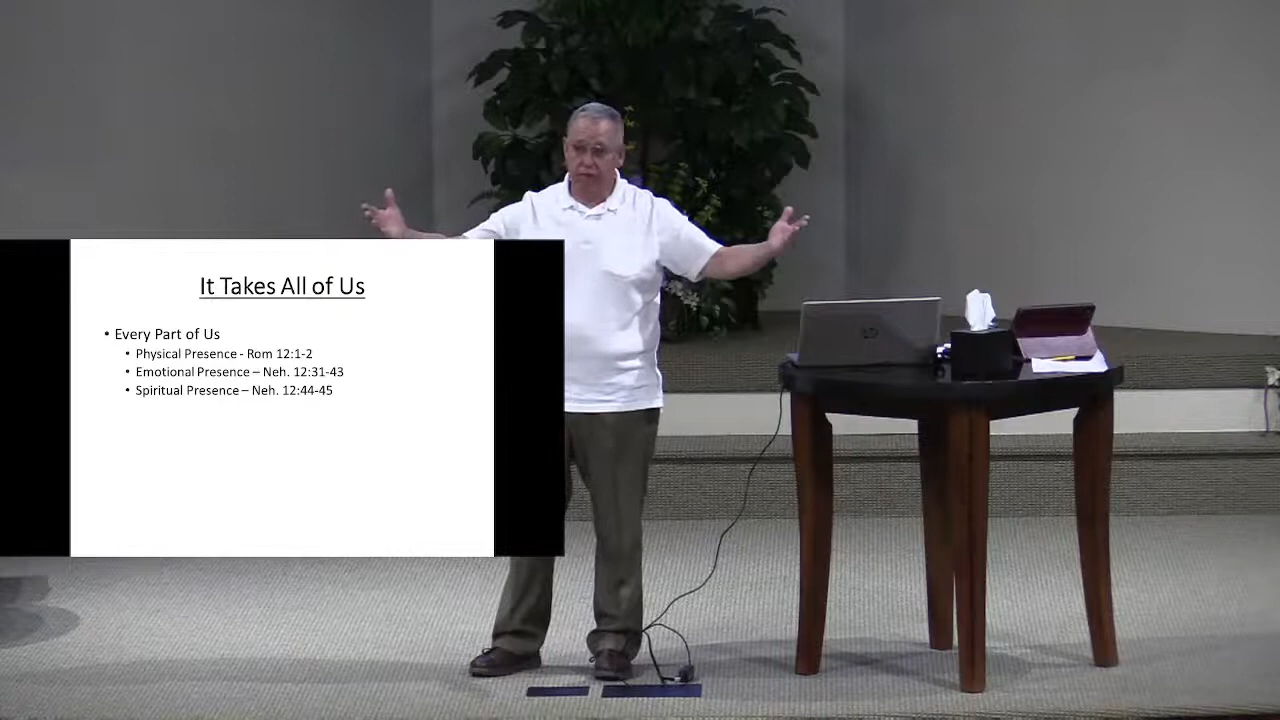 It Takes All of Us
• Every Part of Us
• Physical Presence - Rom 12:1-2
• Emotional Presence – Neh. 12:31-43
• Spiritual Presence – Neh. 12:44-45
hp